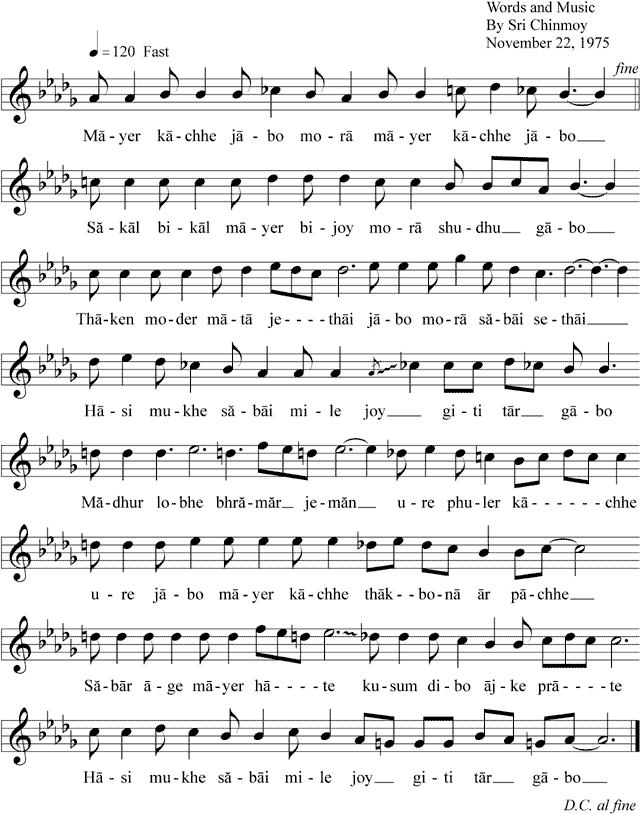 Words and Music
By Sri Chinmoy
November 22, 1975
= 120 Fast
fine
Mā-yer kā-chhe jā-bo mo-rā mā-yer kā-chhe jā-bo
Să-kāl bi-kāl mā-yer bi-joy mo-rā shu-dhu gā-bo
Thā-ken mo-der mā-tā je----thāi jā-bo mo-rā să-bāi se-thāi
Hā-si mu-khe să-bāi mi-le joy gi-ti tār gā-bo
Mă-dhur lo-bhe bhră-măr je-măn u-re phu-ler kā------chhe
u-re jā-bo mā-yer kā-chhe thāk-bo-nā ār pā-chhe
Să-bār ā-ge mā-yer hā----te ku-sum di-bo āj-ke prā----te
Hā-si mu-khe să-bāi mi-le joy gi-ti tār gā-bo
D.C. al fine